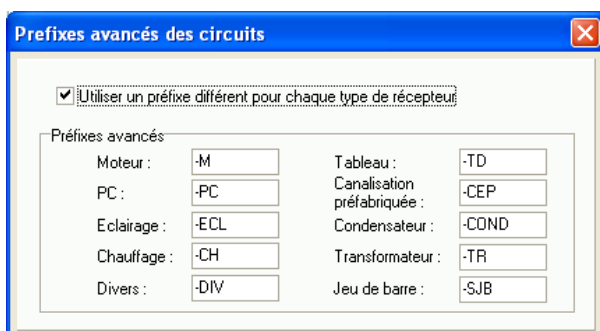 Prefixes avancés des circuits
Utiliser un préfixe différent pour chaque type de récepteur
Préfixes avancés
Moteur : -M
PC : -PC
Eclairage : -ECL
Chauffage : -CH
Divers : -DIV
Tableau : -TD
Canalisation
préfabriquée : -CEP
Condensateur : -COND
Transformateur : -TR
Jeu de barre : -SJB